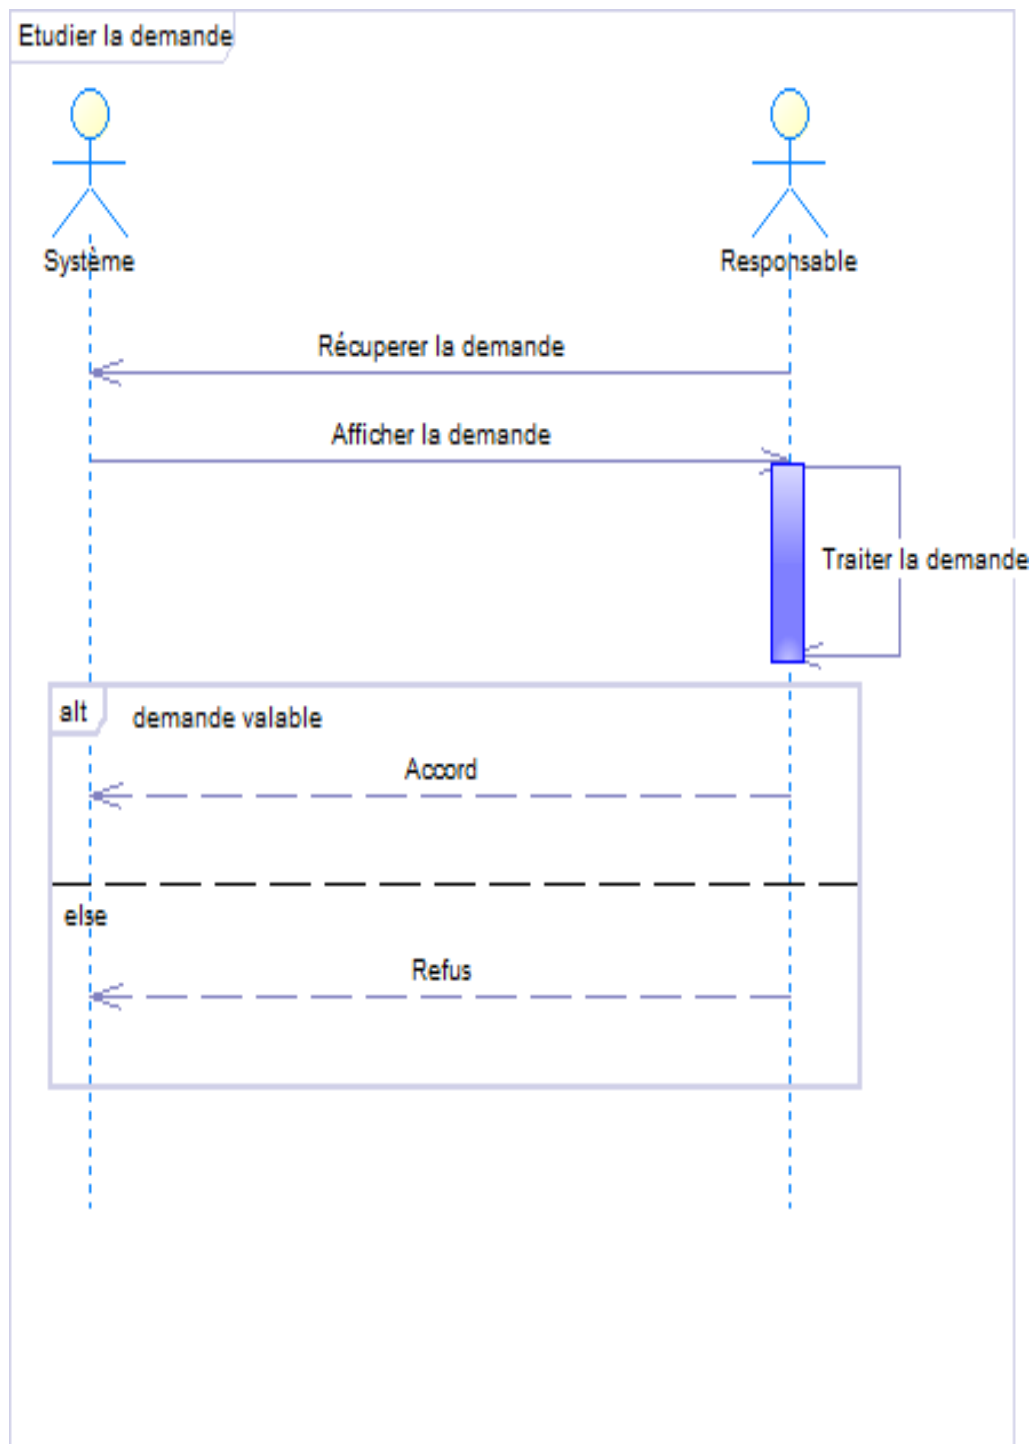 Etudier la demande
Système
Responsable
Récuperer la demande
Afficher la demande
Traiter la demande
alt
demande valable
Accord
else
Refus